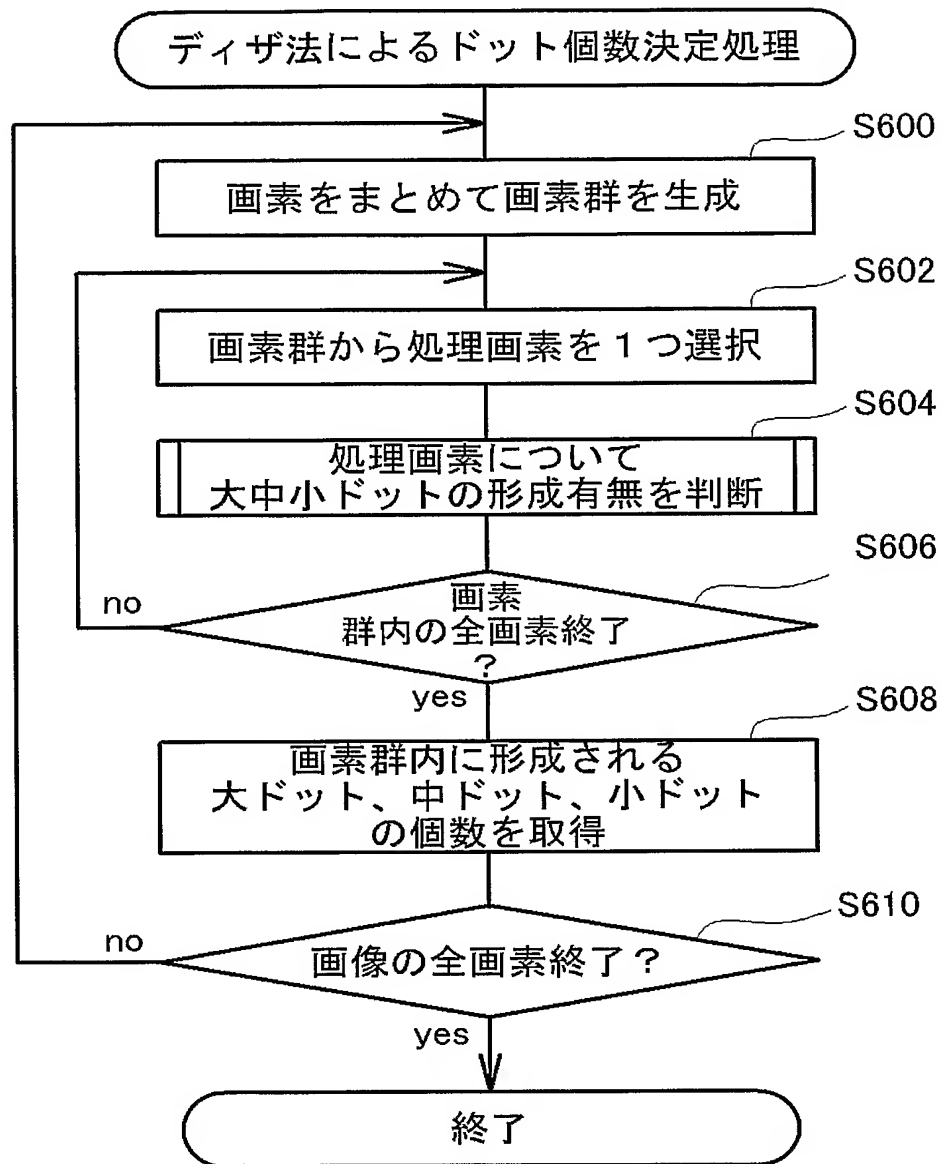 ディザ法によるドット個数決定処理
S600
画素をまとめて画素群を生成
S602
画素群から処理画素を1つ選択
S604
処理画素について
大中小ドットの形成有無を判断
S606
画素
群内の全画素終了
？
no
yes
S608
画素群内に形成される
大ドット、中ドット、小ドット
の個数を取得
S610
画像の全画素終了？
no
yes
終了